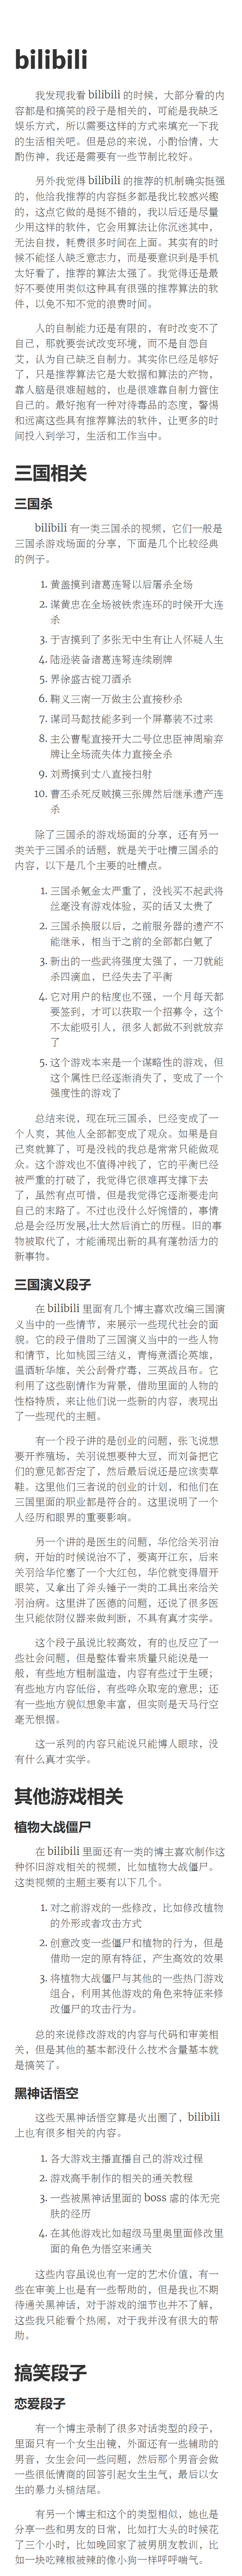 bilibili
我发现我看 bilibili 的时候，大部分看的内
容都是和搞笑的段子是相关的，可能是我缺乏
娱乐方式，所以需要这样的方式来填充一下我
的生活相关吧。但是总的来说，小酌怡情，大
酌伤神，我还是需要有一些节制比较好。
另外我觉得 bilibili 的推荐的机制确实挺强
的，他给我推荐的内容挺多都是我比较感兴趣
的，这点它做的是挺不错的，我以后还是尽量
少用这样的软件，它会用算法让你沉迷其中，
无法自拔，耗费很多时间在上面。其实有的时
候不能怪人缺乏意志力，而是要意识到是手机
太好看了，推荐的算法太强了。我觉得还是最
好不要使用类似这种具有很强的推荐算法的软
件，以免不知不觉的浪费时间。
人的自制能力还是有限的，有时改变不了
自己，那就要尝试改变环境，而不是自怨自
艾，认为自己缺乏自制力。其实你已经足够好
了，只是推荐算法它是大数据和算法的产物，
靠人脑是很难超越的，也是很难靠自制力管住
自己的。最好抱有一种对待毒品的态度，警惕
和远离这些具有推荐算法的软件，让更多的时
间投入到学习，生活和工作当中。
三国相关
三国杀
bilibili 有一类三国杀的视频，它们一般是
三国杀游戏场面的分享，下面是几个比较经典
的例子。
1. 黄盖摸到诸葛连弩以后屠杀全场
2. 谋黄忠在全场被铁索连环的时候开大连
杀
3. 于吉摸到了多张无中生有让人怀疑人生
4. 陆逊装备诸葛连弩连续刷牌
5. 界徐盛古锭刀酒杀
6. 鞠义三南一万做主公直接秒杀
7. 谋司马懿技能多到一个屏幕装不过来
8. 主公曹髦直接开大二号位忠臣神周瑜弃
牌让全场流失体力直接全杀
9. 刘焉摸到丈八直接扫射
10. 曹丕杀死反贼摸三张牌然后继承遗产连
杀
除了三国杀的游戏场面的分享，还有另一
类关于三国杀的话题，就是关于吐槽三国杀的
内容，以下是几个主要的吐槽点。
1. 三国杀氪金太严重了，没钱买不起武将
丝毫没有游戏体验，买的话又太贵了
2. 三国杀换服以后，之前服务器的遗产不
能继承，相当于之前的全部都白氪了
3. 新出的一些武将强度太强了，一刀就能
杀四滴血，已经失去了平衡
4. 它对用户的粘度也不强，一个月每天都
要签到，才可以获取一个招募令，这个
不太能吸引人，很多人都做不到就放弃
了
5. 这个游戏本来是一个谋略性的游戏，但
这个属性已经逐渐消失了，变成了一个
强度性的游戏了
总结来说，现在玩三国杀，已经变成了一
个人爽，其他人全部都变成了观众。如果是自
己爽就算了，可是没钱的我总是常常只能做观
众。这个游戏也不值得冲钱了，它的平衡已经
被严重的打破了，我觉得它很难再支撑下去
了，虽然有点可惜，但是我觉得它逐渐要走向
自己的末路了。不过也没什么好惋惜的，事情
总是会经历发展,壮大然后消亡的历程。旧的事
物被取代了，才能涌现出新的具有蓬勃活力的
新事物。
三国演义段子
在 bilibili 里面有几个博主喜欢改编三国演
义当中的一些情节，来展示一些现代社会的面
貌。它的段子借助了三国演义当中的一些人物
和情节，比如桃园三结义，青梅煮酒论英雄，
温酒斩华雄，关公刮骨疗毒，三英战吕布。它
利用了这些剧情作为背景，借助里面的人物的
性格特质，来让他们说一些新的内容，表现出
了一些现代的主题。
有一个段子讲的是创业的问题，张飞说想
要开养殖场，关羽说想要种大豆，而刘备把它
们的意见都否定了，然后最后说还是应该卖草
鞋。这里他们三者说的创业的计划，和他们在
三国里面的职业都是符合的。这里说明了一个
人经历和眼界的重要影响。
另一个讲的是医生的问题，华佗给关羽治
病，开始的时候说治不了，要离开江东，后来
关羽给华佗塞了一个大红包，华佗就变得眉开
眼笑，又拿出了斧头锤子一类的工具出来给关
羽治病。这里讲了医德的问题，还说了很多医
生只能依附仪器来做判断，不具有真才实学。
这个段子虽说比较高效，有的也反应了一
些社会问题，但是整体看来质量只能说是一
般，有些地方粗制滥造，内容有些过于生硬；
有些地方内容低俗，有些哗众取宠的意思；还
有一些地方貌似想象丰富，但实则是天马行空
毫无根据。
这一系列的内容只能说只能博人眼球，没
有什么真才实学。
其他游戏相关
植物大战僵尸
在 bilibili 里面还有一类的博主喜欢制作这
种怀旧游戏相关的视频，比如植物大战僵尸。
这类视频的主题主要有以下几个。
1. 对之前游戏的一些修改，比如修改植物
的外形或者攻击方式
2. 创意改变一些僵尸和植物的行为，但是
借助一定的原有特征，产生高效的效果
3. 将植物大战僵尸与其他的一些热门游戏
组合，利用其他游戏的角色来特征来修
改僵尸的攻击行为。
总的来说修改游戏的内容与代码和审美相
关，但是其他的基本都没什么技术含量基本就
是搞笑了。
黑神话悟空
这些天黑神话悟空算是火出圈了，bilibili
上也有很多相关的内容。
1. 各大游戏主播直播自己的游戏过程
2. 游戏高手制作的相关的通关教程
3. 一些被黑神话里面的 boss 虐的体无完
肤的经历
4. 在其他游戏比如超级马里奥里面修改里
面的角色为悟空来通关
这些内容虽说也有一定的艺术价值，有一
些在审美上也是有一些帮助的，但是我也不期
待通关黑神话，对于游戏的细节也并不了解，
这些我只能看个热闹，对于我并没有很大的帮
助。
搞笑段子
恋爱段子
有一个博主录制了很多对话类型的段子，
里面只有一个女生出镜，外面还有一些辅助的
男音，女生会问一些问题，然后那个男音会做
一些很低情商的回答引起女生生气，最后以女
生的暴力头槌结尾。
有另一个博主和这个的类型相似，她也是
分享一些和男友的日常，比如打大头的时候花
了三个小时，比如晚回家了被男朋友教训，比
如一块吃辣椒被辣的像小狗一样呼呼喘气。